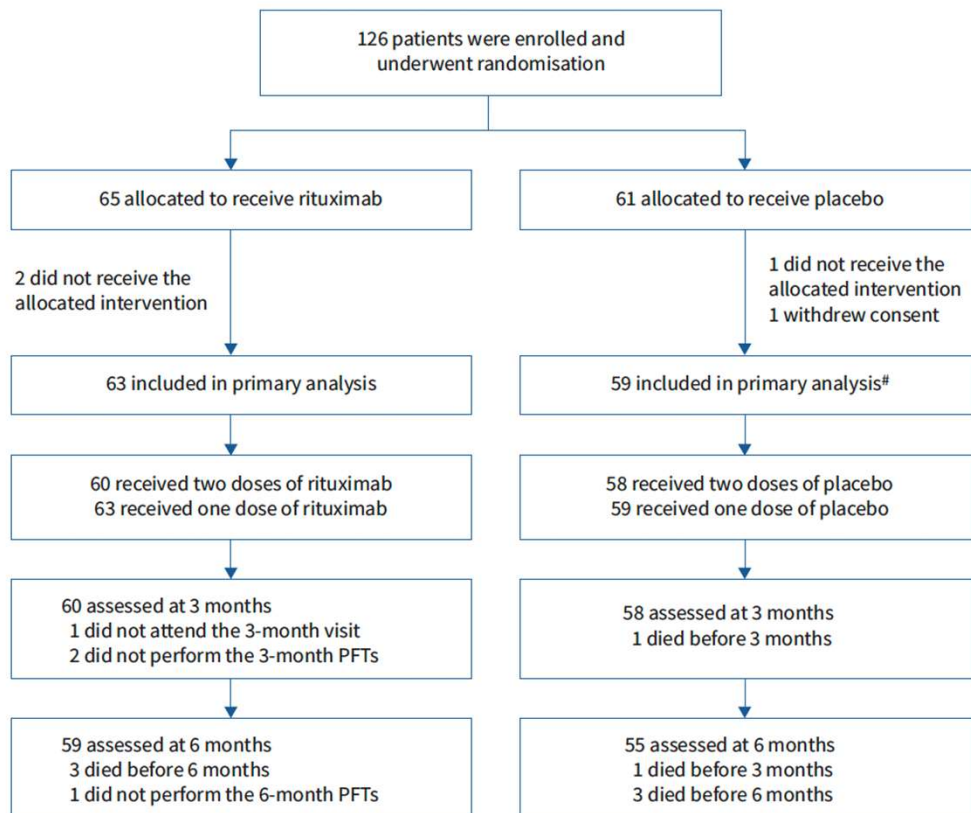 126 patients were enrolled and
underwent randomisation
65 allocated to receive rituximab
61 allocated to receive placebo
2 did not receive the
allocated intervention
1 did not receive the
allocated intervention
1 withdrew consent
63 included in primary analysis
59 included in primary analysis#
60 received two doses of rituximab
63 received one dose of rituximab
58 received two doses of placebo
59 received one dose of placebo
60 assessed at 3 months
1 did not attend the 3-month visit
2 did not perform the 3-month PFTs
58 assessed at 3 months
1 died before 3 months
59 assessed at 6 months
3 died before 6 months
1 did not perform the 6-month PFTs
55 assessed at 6 months
1 died before 3 months
3 died before 6 months